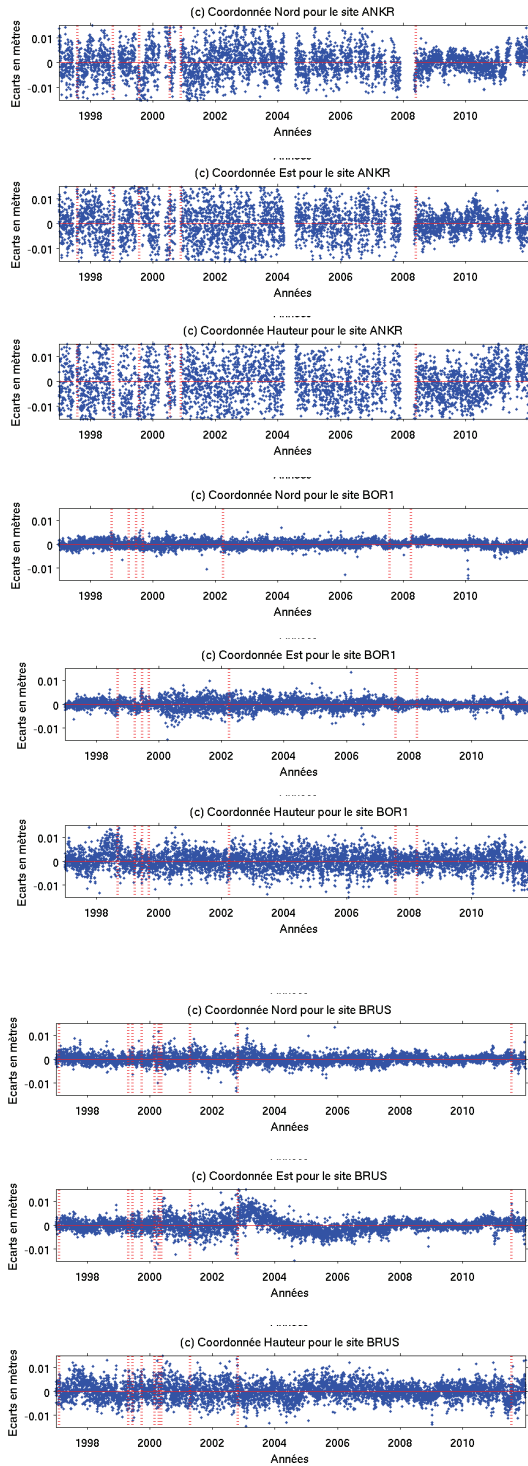 (c) Coordonnée Nord pour le site ANKR
Ecarts en mètres
0.01
0
-0.01
1998 2000 2002 2004 2006 2008 2010
Années
(c) Coordonnée Est pour le site ANKR
Ecarts en mètres
0.01
0
-0.01
1998 2000 2002 2004 2006 2008 2010
Années
(c) Coordonnée Hauteur pour le site ANKR
Ecarts en mètres
0.01
0
-0.01
1998 2000 2002 2004 2006 2008 2010
Années
(c) Coordonnée Nord pour le site BOR1
Ecarts en mètres
0.01
0
-0.01
1998 2000 2002 2004 2006 2008 2010
Années
(c) Coordonnée Est pour le site BOR1
Ecarts en mètres
0.01
0
-0.01
1998 2000 2002 2004 2006 2008 2010
Années
(c) Coordonnée Hauteur pour le site BOR1
Ecarts en mètres
0.01
0
-0.01
1998 2000 2002 2004 2006 2008 2010
Années
(c) Coordonnée Nord pour le site BRUS
Ecarts en mètres
0.01
0
-0.01
1998 2000 2002 2004 2006 2008 2010
Années
(c) Coordonnée Est pour le site BRUS
Ecarts en mètres
0.01
0
-0.01
1998 2000 2002 2004 2006 2008 2010
Années
(c) Coordonnée Hauteur pour le site BRUS
Ecarts en mètres
0.01
0
-0.01
1998 2000 2002 2004 2006 2008 2010
Années